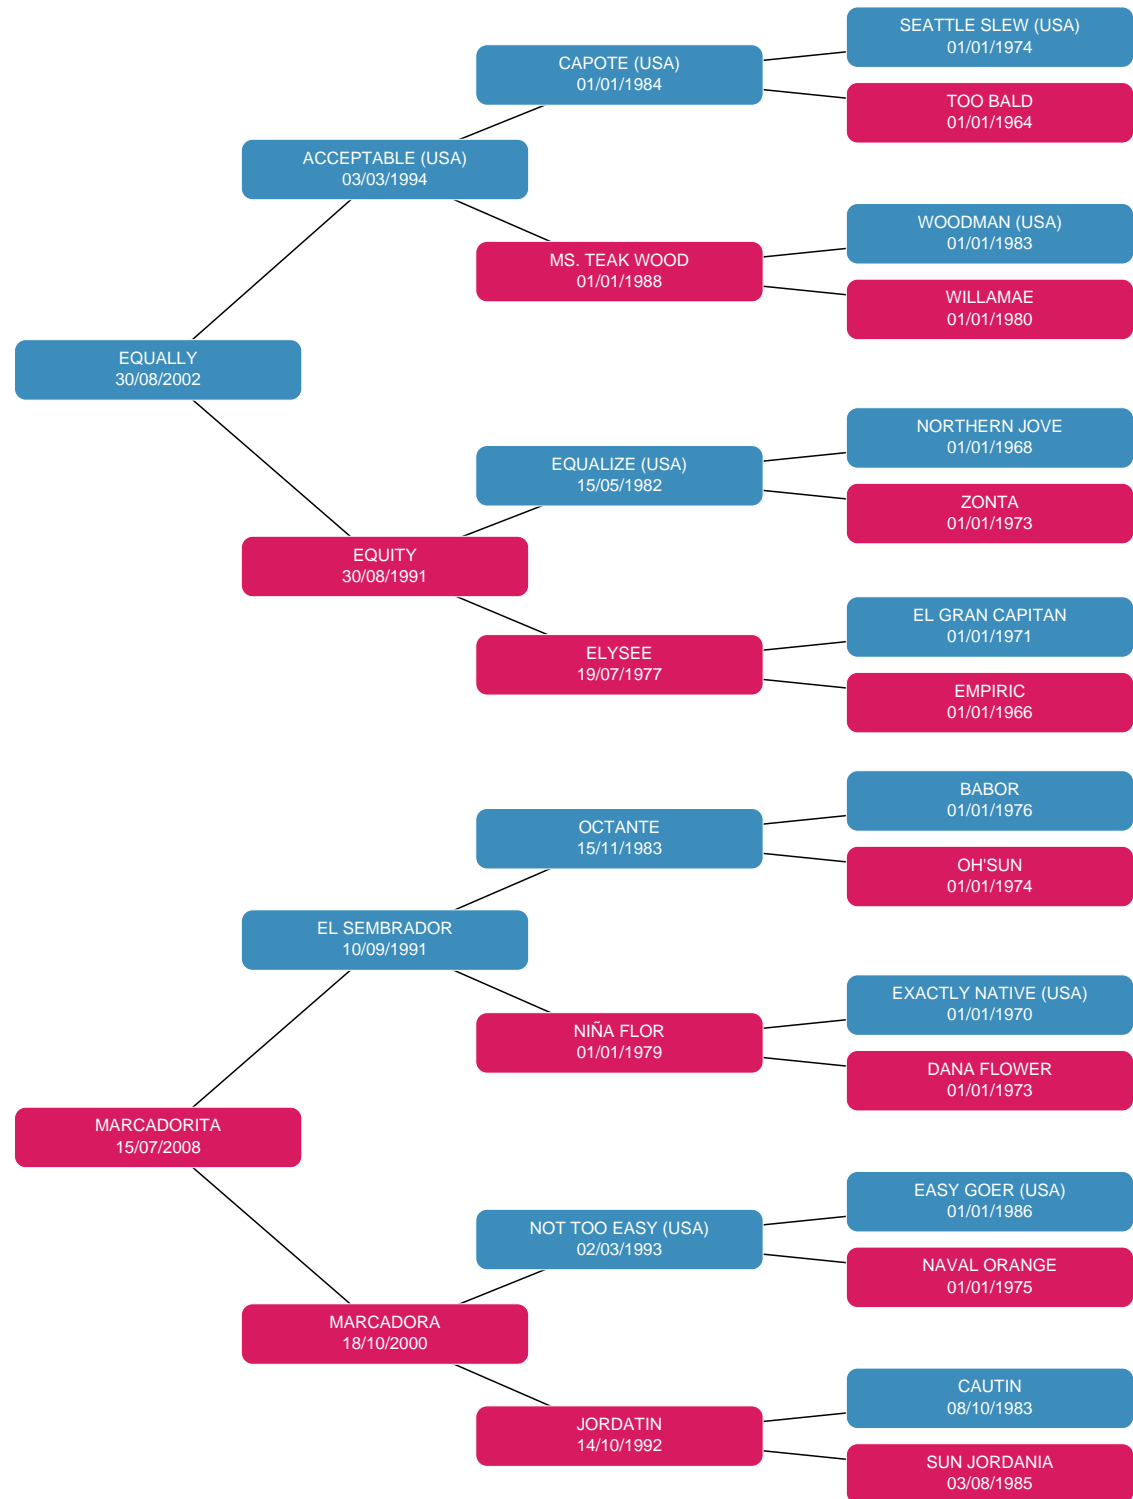 SEATTLE SLEW (USA)
01/01/1974
CAPOTE (USA)
01/01/1984
TOO BALD
01/01/1964
ACCEPTABLE (USA)
03/03/1994
WOODMAN (USA)
01/01/1983
MS. TEAK WOOD
01/01/1988
WILLAMAE
01/01/1980
EQUALLY
30/08/2002
NORTHERN JOVE
01/01/1968
EQUALIZE (USA)
15/05/1982
ZONTA
01/01/1973
EQUITY
30/08/1991
EL GRAN CAPITAN
01/01/1971
ELYSEE
19/07/1977
EMPIRIC
01/01/1966
BABOR
01/01/1976
OCTANTE
15/11/1983
OH'SUN
01/01/1974
EL SEMBRADOR
10/09/1991
EXACTLY NATIVE (USA)
01/01/1970
NIÑA FLOR
01/01/1979
DANA FLOWER
01/01/1973
MARCADORITA
15/07/2008
EASY GOER (USA)
01/01/1986
NOT TOO EASY (USA)
02/03/1993
NAVAL ORANGE
01/01/1975
MARCADORA
18/10/2000
CAUTIN
08/10/1983
JORDATIN
14/10/1992
SUN JORDANIA
03/08/1985